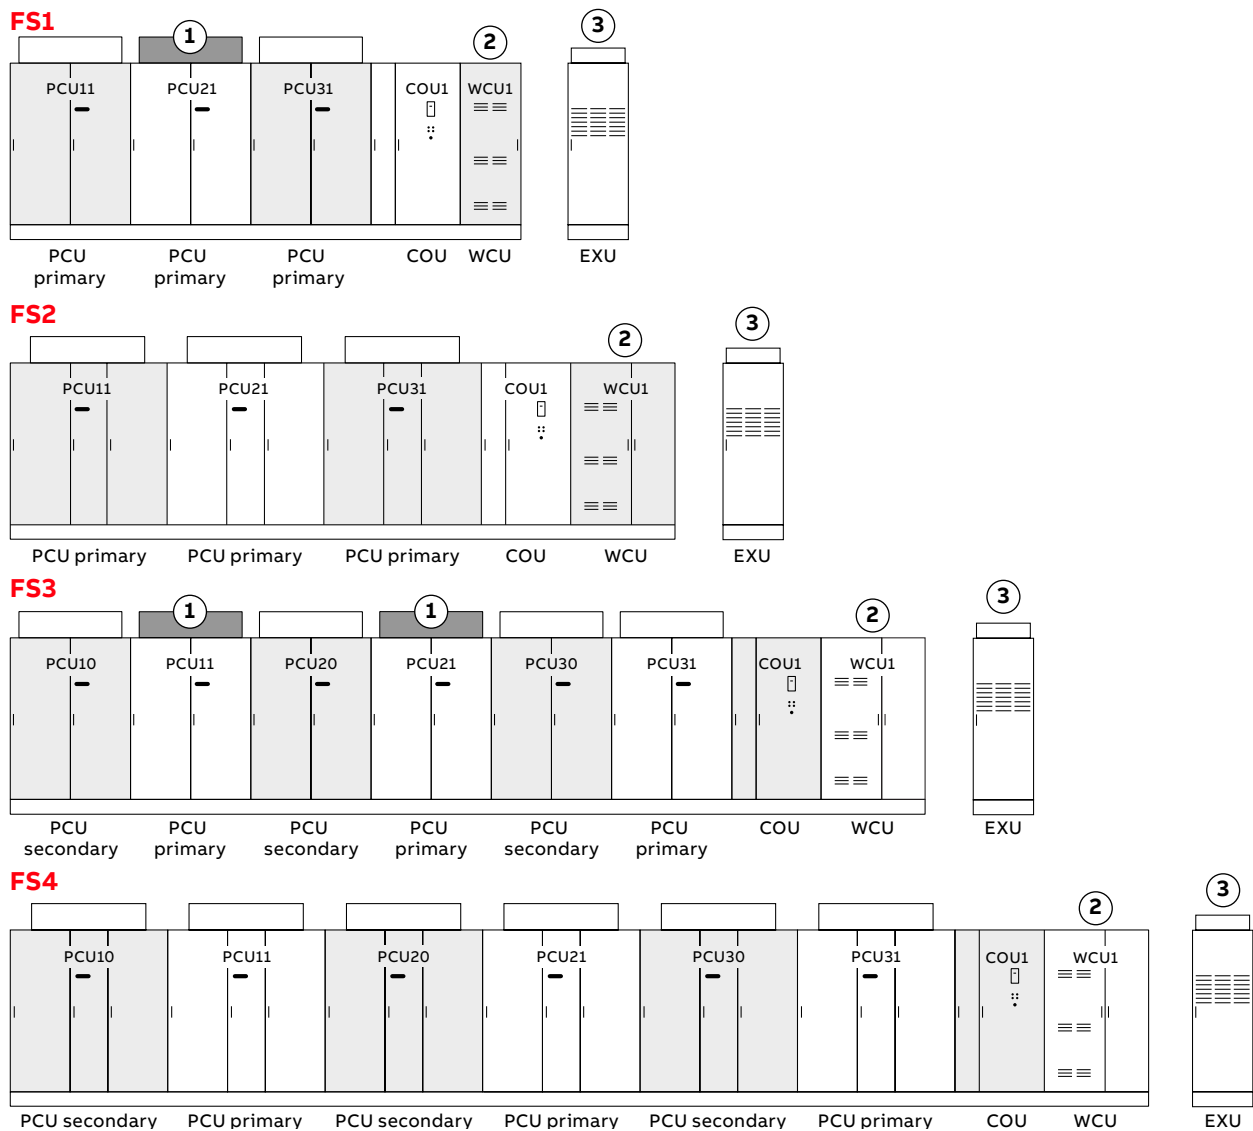 FS1
1
2
3
PCU11 PCU21 PCU31 COU1 WCU1
PCU PCU PCU COU WCU EXU
primary primary primary
FS2
2
3
PCU11 PCU21 PCU31 COU1 WCU1
PCU primary PCU primary PCU primary COU WCU EXU
FS3
1
1
2
3
PCU10 PCU11 PCU20 PCU21 PCU30 PCU31 COU1 WCU1
PCU PCU PCU PCU PCU PCU COU WCU EXU
secondary primary secondary primary secondary primary
FS4
2
3
PCU10 PCU11 PCU20 PCU21 PCU30 PCU31 COU1 WCU1
PCU secondary PCU primary PCU secondary PCU primary PCU secondary PCU primary COU WCU EXU